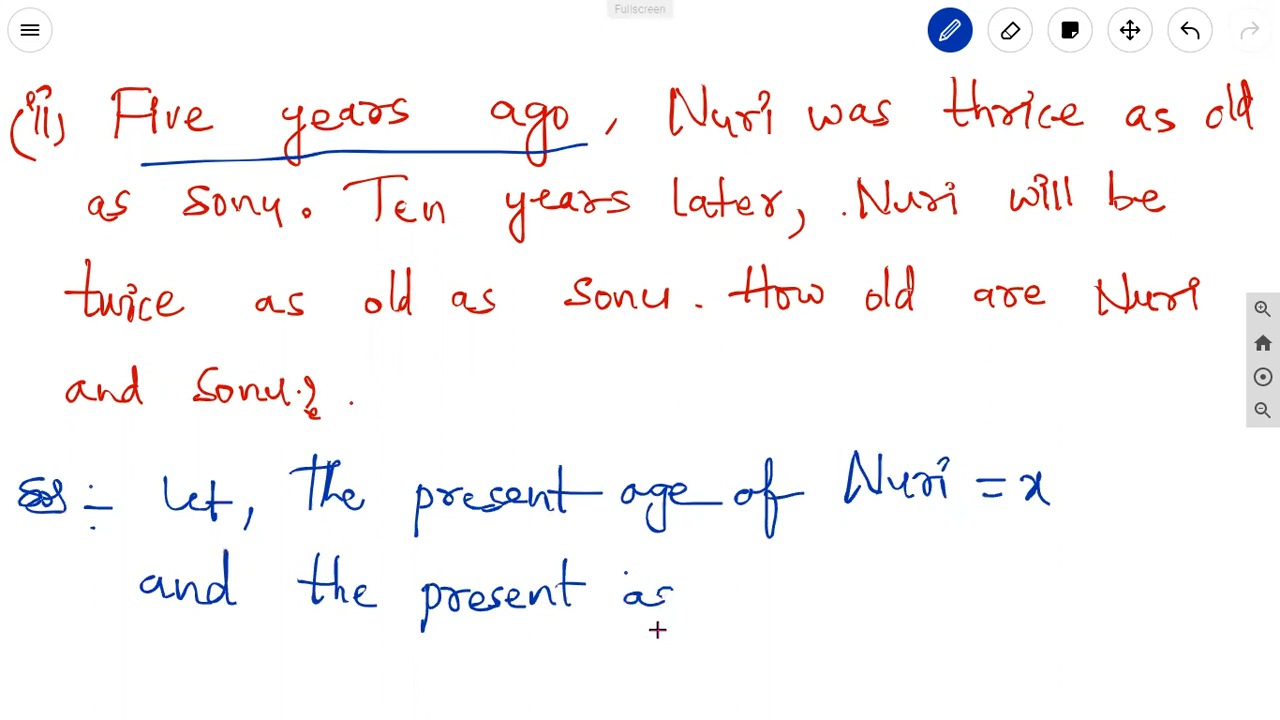 Fullscreen
(ii) Five years ago, Nuri was thrice as old
as sonu. Ten years later, Nuri will be
twice as old as sonu. How old are Nuri
and sonu?
Sol :- Let, the present age of Nuri = x
and the present